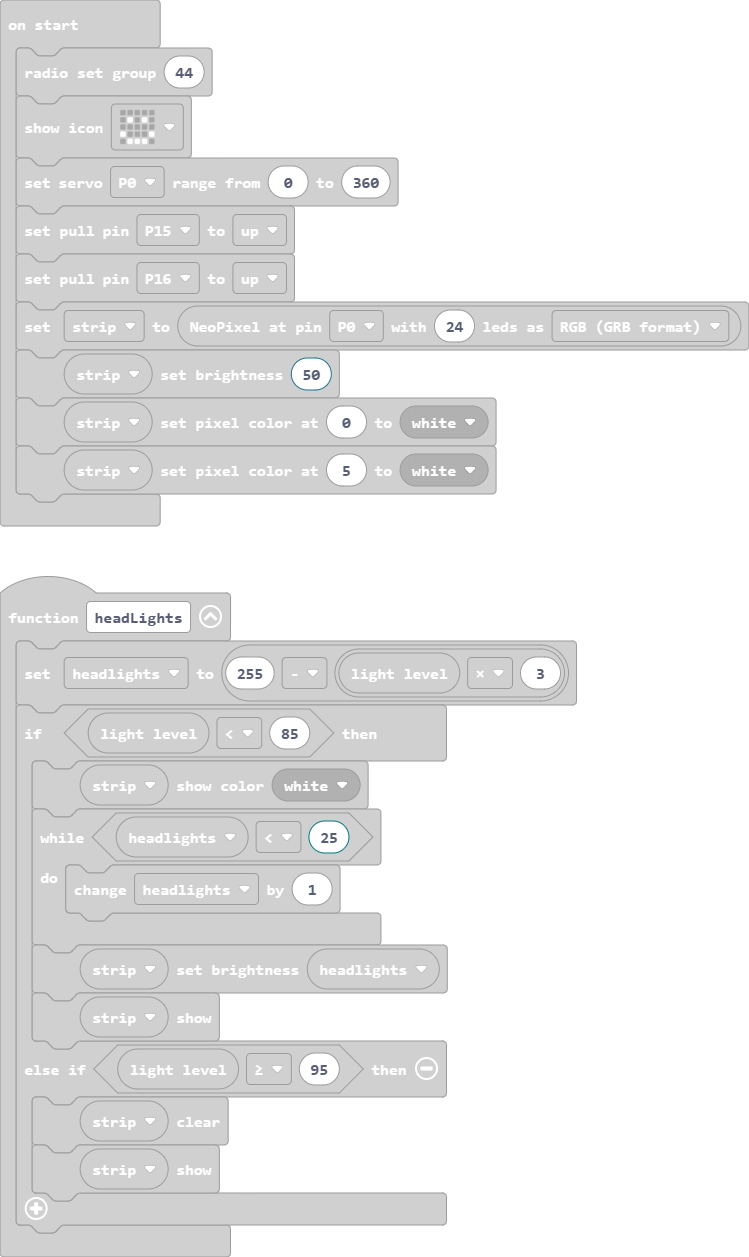 on start
radio set group 44
show icon
set servo P0 range from 0 to 360
set pull pin P15 to up
set pull pin P16 to up
set strip to NeoPixel at pin P0 with 24 leds as RGB (GRB format)
strip set brightness 50
strip set pixel color at 0 to white
strip set pixel color at 5 to white
function headLights
set headlights to 255 - light level × 3
if light level < 85 then
strip show color white
while headlights < 25
do change headlights by 1
strip set brightness headlights
strip show
else if light level ≥ 95 then
strip clear
strip show